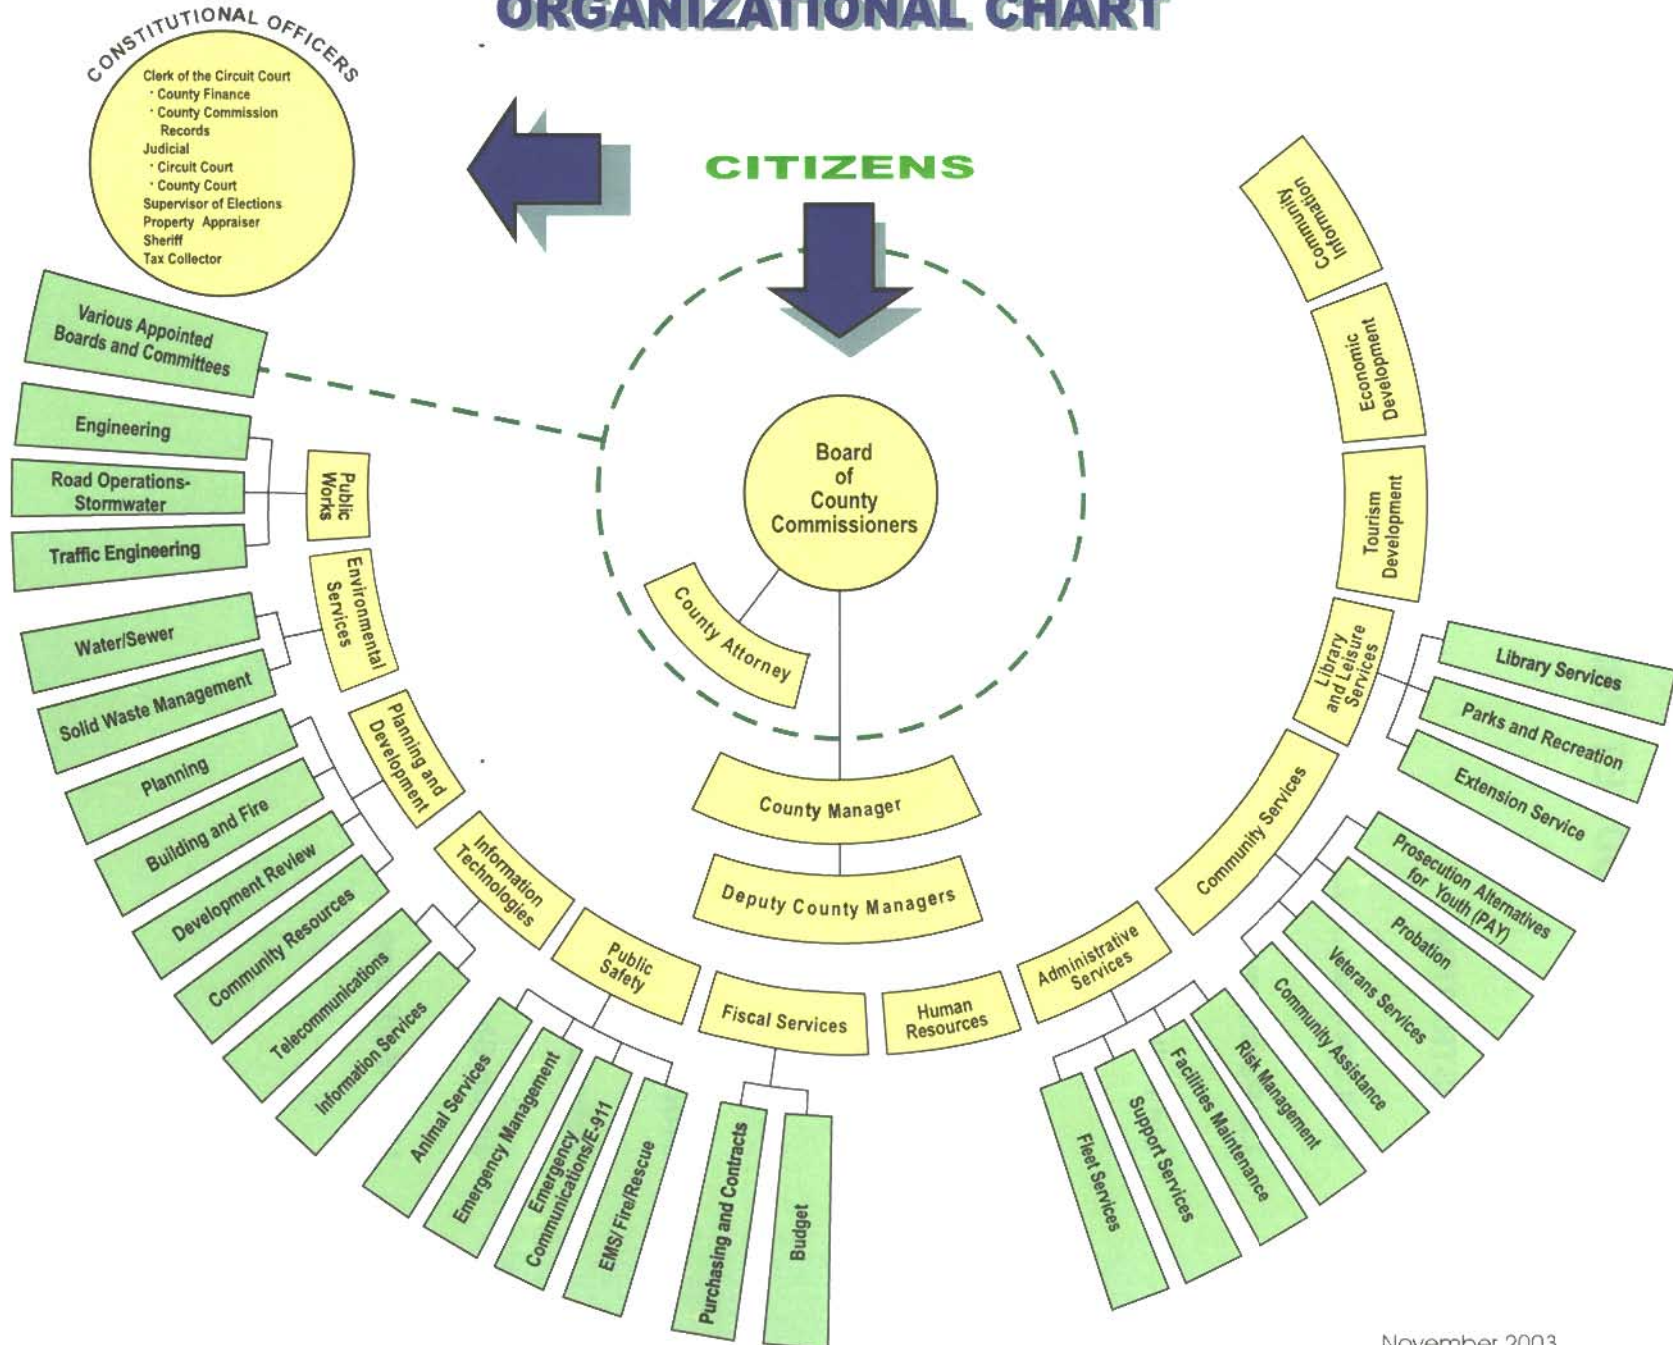 ORGANIZATIONAL CHART
CONSTITUTIONAL OFFICERS
Clerk of the Circuit Court
· County Finance
· County Commission
Records
Judicial
· Circuit Court
· County Court
Supervisor of Elections
Property Appraiser
Sheriff
Tax Collector
CITIZENS
Board
of
County
Commissioners
County Attorney
County Manager
Deputy County Managers
Various Appointed
Boards and Committees
Public
Works
Engineering
Road Operations-
Stormwater
Traffic Engineering
Environmental
Services
Water/Sewer
Solid Waste Management
Planning and
Development
Planning
Building and Fire
Development Review
Community Resources
Information
Technologies
Telecommunications
Information Services
Public
Safety
Animal Services
Emergency Management
Emergency
Communications/E-911
EMS/ Fire/Rescue
Fiscal Services
Purchasing and Contracts
Budget
Human
Resources
Administrative
Services
Fleet Services
Support Services
Facilities Maintenance
Risk Management
Community Services
Prosecution Alternatives
for Youth (PAY)
Probation
Veterans Services
Community Assistance
Library
and Leisure
Services
Library Services
Parks and Recreation
Extension Service
Tourism
Development
Economic
Development
Community
Information
November 2003